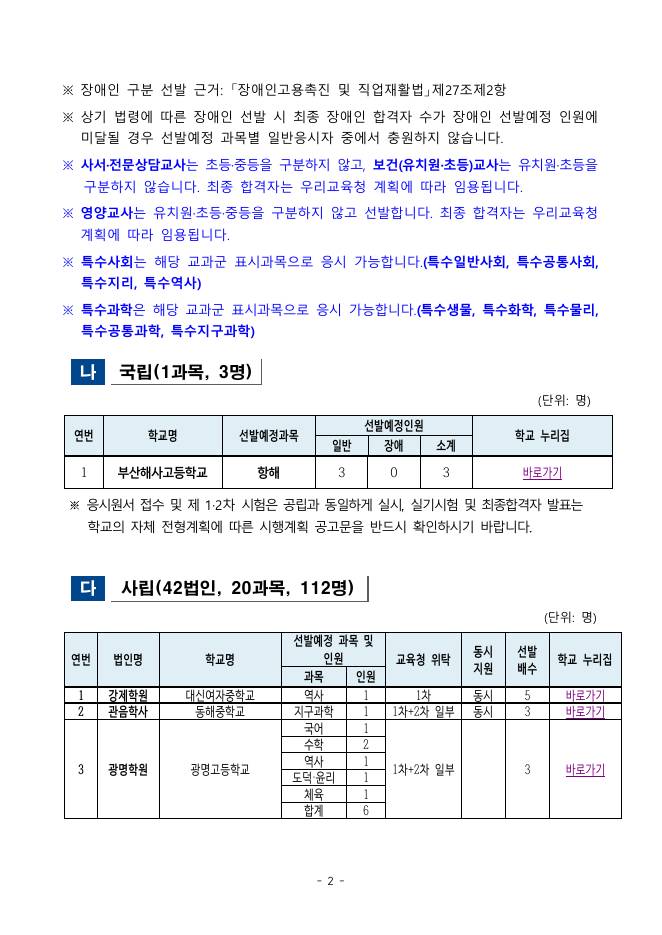 ※ 장애인 구분 선발 근거: ｢장애인고용촉진 및 직업재활법｣제27조제2항
※ 상기 법령에 따른 장애인 선발 시 최종 장애인 합격자 수가 장애인 선발예정 인원에
미달될 경우 선발예정 과목별 일반응시자 중에서 충원하지 않습니다.
※ 사서·전문상담교사는 초등·중등을 구분하지 않고, 보건(유치원·초등)교사는 유치원·초등을
구분하지 않습니다. 최종 합격자는 우리교육청 계획에 따라 임용됩니다.
※ 영양교사는 유치원·초등·중등을 구분하지 않고 선발합니다. 최종 합격자는 우리교육청
계획에 따라 임용됩니다.
※ 특수사회는 해당 교과군 표시과목으로 응시 가능합니다.(특수일반사회, 특수공통사회,
특수지리, 특수역사)
※ 특수과학은 해당 교과군 표시과목으로 응시 가능합니다.(특수생물, 특수화학, 특수물리,
특수공통과학, 특수지구과학)
나 국립(1과목, 3명)
(단위: 명)
연번 학교명 선발예정과목 선발예정인원 학교 누리집
일반 장애 소계
1 부산해사고등학교 항해 3 0 3 바로가기
※ 응시원서 접수 및 제 1·2차 시험은 공립과 동일하게 실시, 실기시험 및 최종합격자 발표는
학교의 자체 전형계획에 따른 시행계획 공고문을 반드시 확인하시기 바랍니다.
다 사립(42법인, 20과목, 112명)
(단위: 명)
연번 법인명 학교명 선발예정 과목 및 인원 교육청 위탁 동시 지원 선발 배수 학교 누리집
과목 인원
1 강계학원 대신여자중학교 역사 1 1차 동시 5 바로가기
2 관음학사 동해중학교 지구과학 1 1차+2차 일부 동시 3 바로가기
3 광명학원 광명고등학교 국어 1 1차+2차 일부 3 바로가기
수학 2
역사 1
도덕·윤리 1
체육 1
합계 6
- 2 -